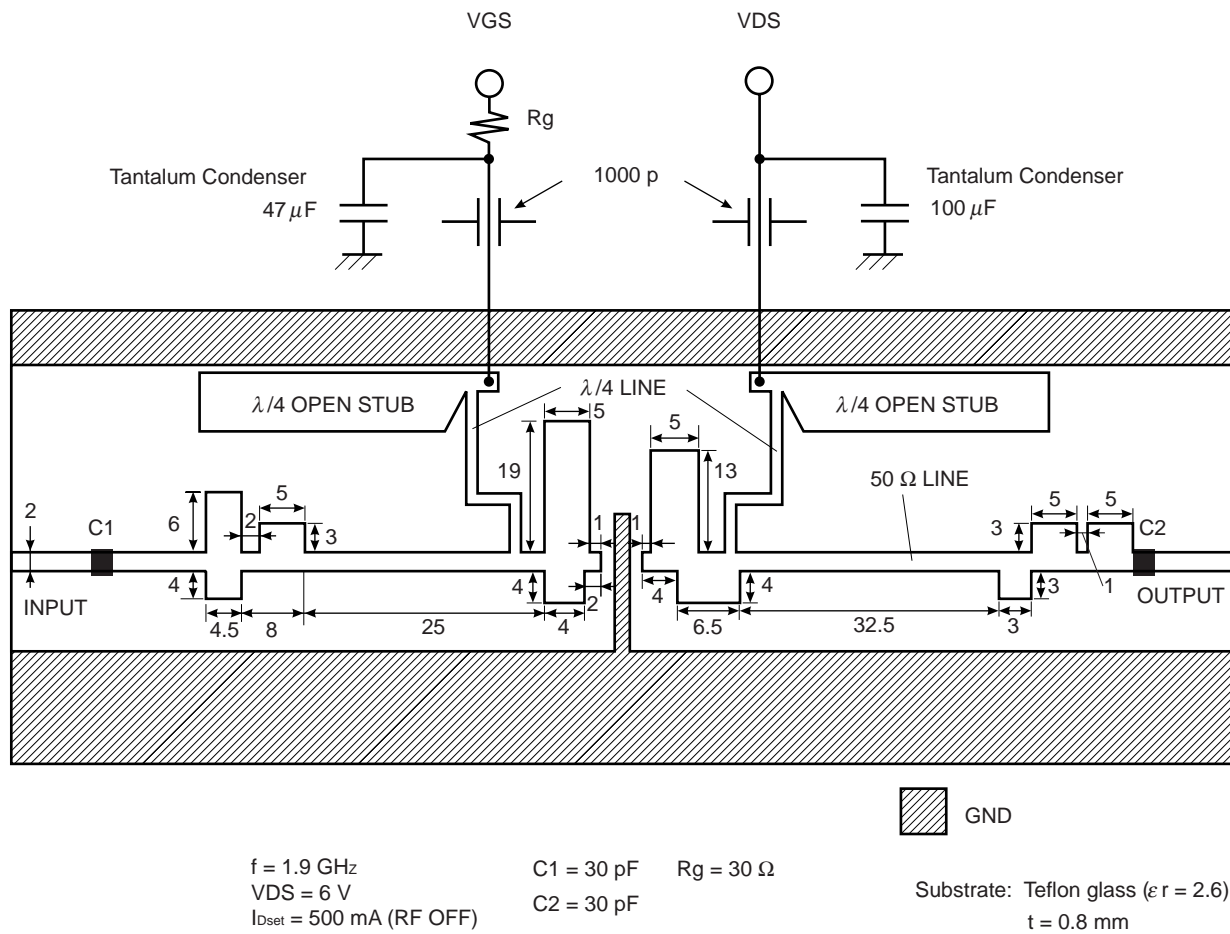 VGS
VDS
Rg
Tantalum Condenser
47 μF
1000 p
Tantalum Condenser
100 μF
λ/4 OPEN STUB
λ/4 LINE
λ/4 OPEN STUB
5
5
19
13
50 Ω LINE
2
C1
6
2
5
3
1
1
3
5
5
C2
4
4
2
4
4
3
1
INPUT
OUTPUT
4.5
8
25
4
6.5
32.5
3
GND
f = 1.9 GHz
VDS = 6 V
IDset = 500 mA (RF OFF)
C1 = 30 pF
C2 = 30 pF
Rg = 30 Ω
Substrate: Teflon glass (ε r = 2.6)
t = 0.8 mm